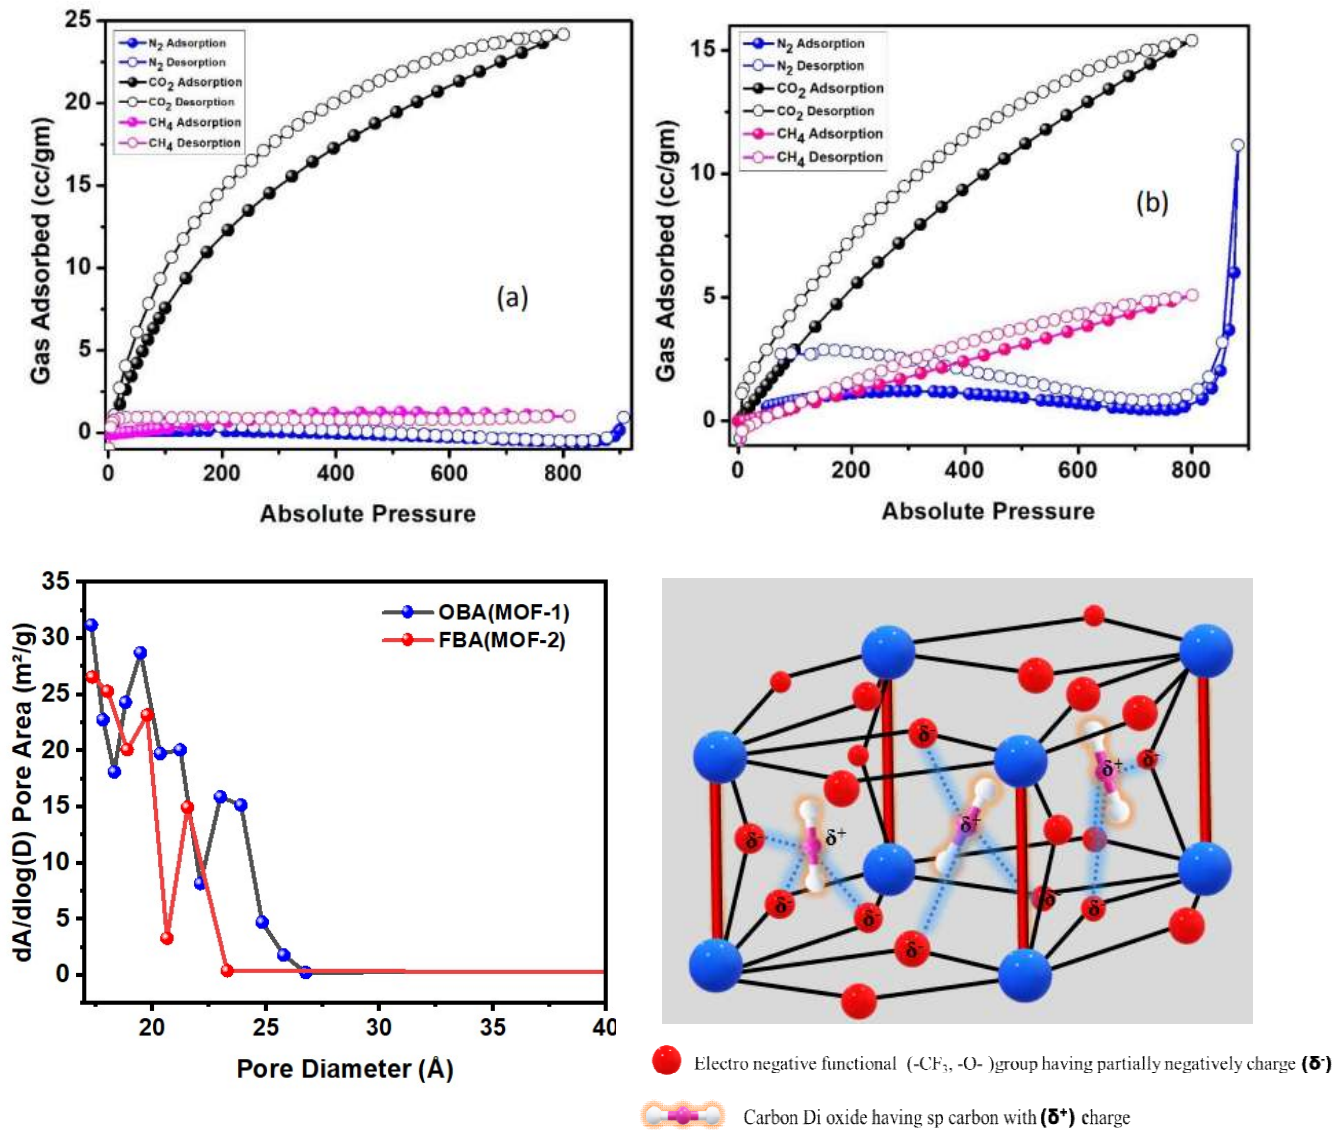 25
20
15
10
5
0
Gas Adsorbed (cc/gm)
N2 Adsorption
N2 Desorption
CO2 Adsorption
CO2 Desorption
CH4 Adsorption
CH4 Desorption
(a)
0 200 400 600 800
Absolute Pressure
15
10
5
0
Gas Adsorbed (cc/gm)
N2 Adsorption
N2 Desorption
CO2 Adsorption
CO2 Desorption
CH4 Adsorption
CH4 Desorption
(b)
0 200 400 600 800
Absolute Pressure
35
30
25
20
15
10
5
0
dA/dlog(D) Pore Area (m²/g)
OBA(MOF-1)
FBA(MOF-2)
20 25 30 35 40
Pore Diameter (Å)
δ-
δ+
δ-
δ-
δ+
δ-
δ+
δ-
δ-
δ-
δ-
δ-
Electro negative functional (-CF3, -O- )group having partially negatively charge (δ-)
Carbon Di oxide having sp carbon with (δ+) charge